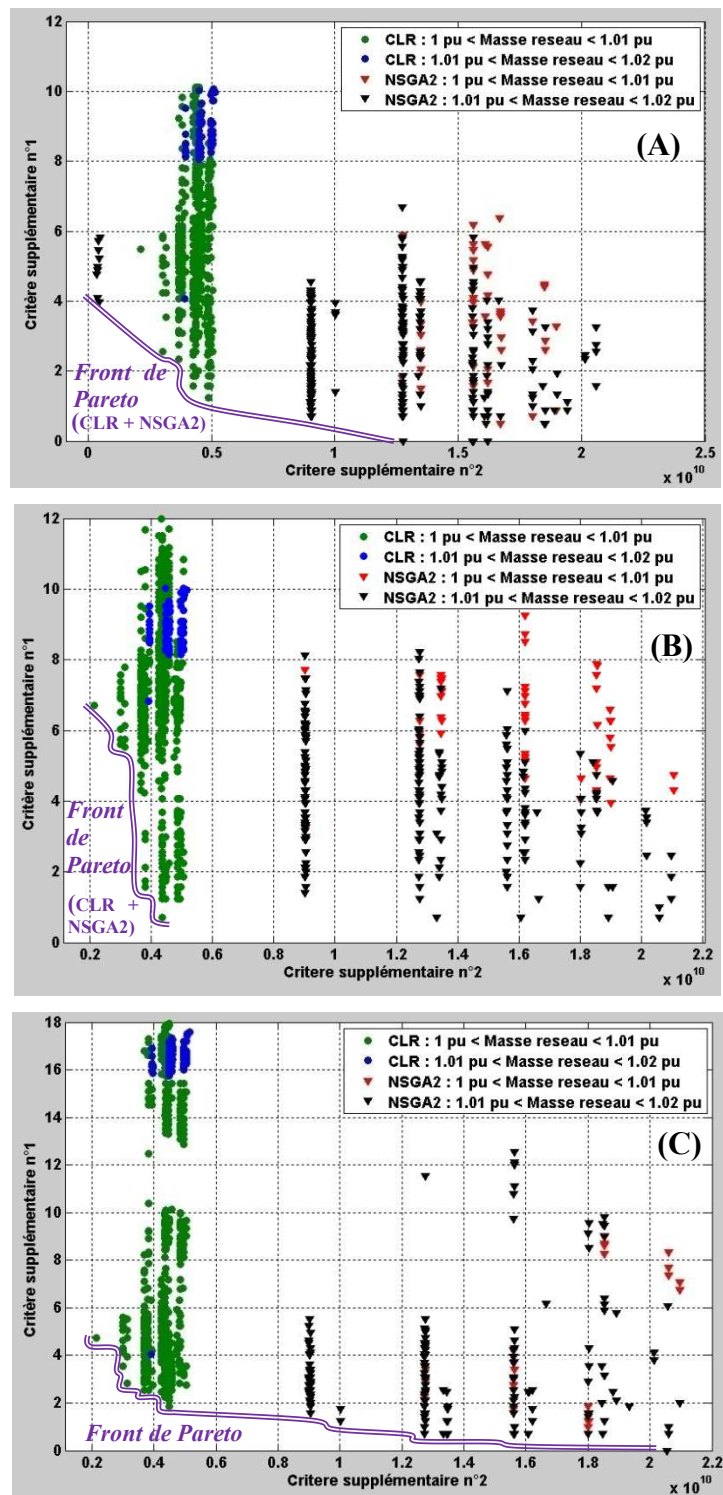 12
10
8
6
4
2
0
Critère supplémentaire n°1
CLR : 1 pu < Masse reseau < 1.01 pu
CLR : 1.01 pu < Masse reseau < 1.02 pu
NSGA2 : 1 pu < Masse reseau < 1.01 pu
NSGA2 : 1.01 pu < Masse reseau < 1.02 pu
(A)
Front de
Pareto
(CLR + NSGA2)
0 0.5 1 1.5 2 2.5
Critere supplémentaire n°2
x 10^10
12
10
8
6
4
2
0
Critère supplémentaire n°1
CLR : 1 pu < Masse reseau < 1.01 pu
CLR : 1.01 pu < Masse reseau < 1.02 pu
NSGA2 : 1 pu < Masse reseau < 1.01 pu
NSGA2 : 1.01 pu < Masse reseau < 1.02 pu
(B)
Front
de
Pareto
(CLR +
NSGA2)
0.2 0.4 0.6 0.8 1 1.2 1.4 1.6 1.8 2 2.2
Critere supplémentaire n°2
x 10^10
18
16
14
12
10
8
6
4
2
0
Critère supplémentaire n°1
CLR : 1 pu < Masse reseau < 1.01 pu
CLR : 1.01 pu < Masse reseau < 1.02 pu
NSGA2 : 1 pu < Masse reseau < 1.01 pu
NSGA2 : 1.01 pu < Masse reseau < 1.02 pu
(C)
Front de Pareto
0.2 0.4 0.6 0.8 1 1.2 1.4 1.6 1.8 2 2.2
Critere supplémentaire n°2
x 10^10